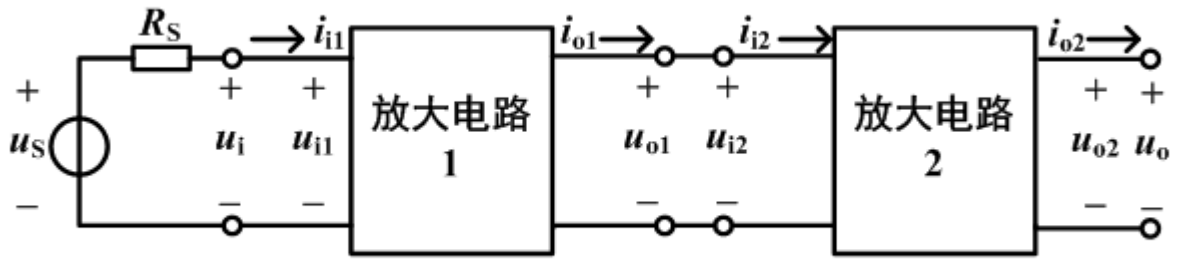 R_S
i_i1
i_o1
i_i2
i_o2
+ + + + + + +
u_S
u_i
u_i1
放大电路
1
u_o1
u_i2
放大电路
2
u_o2
u_o
− − − − − − −